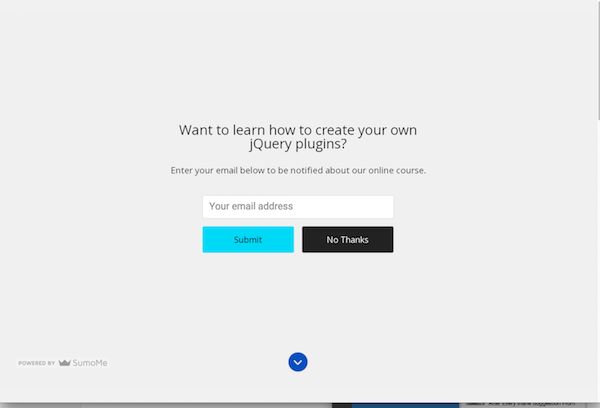 Want to learn how to create your own
jQuery plugins?
Enter your email below to be notified about our online course.
Your email address
Submit
No Thanks
POWERED BY SumoMe